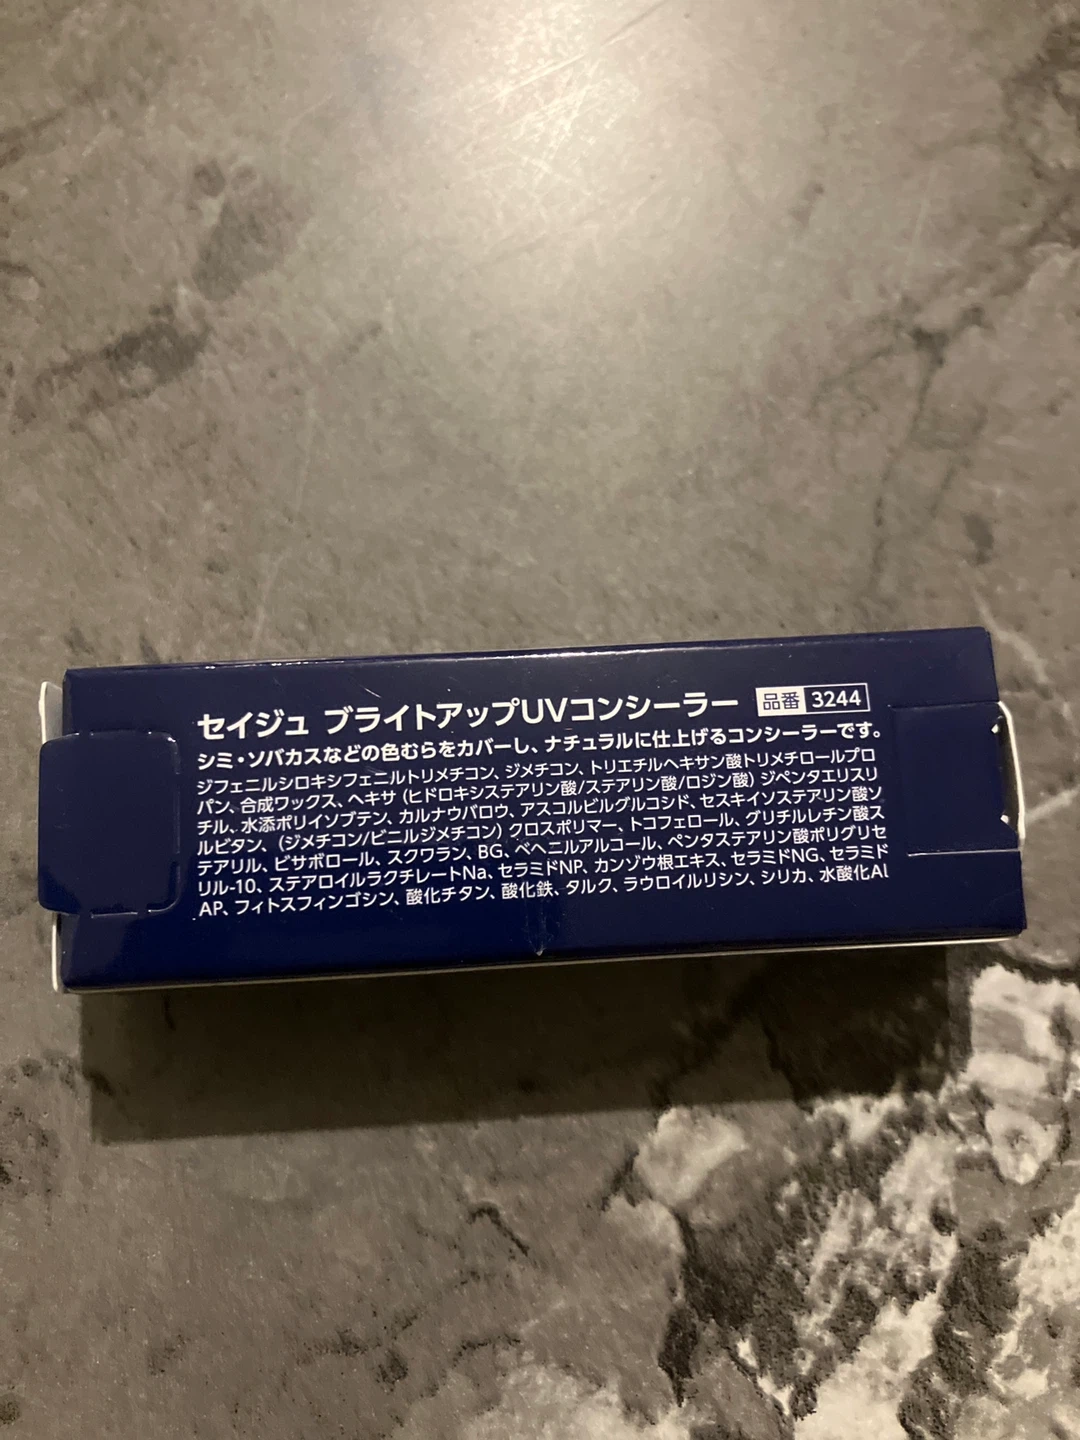 セイジュ ブライトアップUVコンシーラー 品番 3244
シミ・ソバカスなどの色むらをカバーし、ナチュラルに仕上げるコンシーラーです。
ジフェニルシロキシフェニルトリメチコン、ジメチコン、トリエチルヘキサン酸トリメチロールプロ
パン、合成ワックス、ヘキサ (ヒドロキシステアリン酸/ステアリン酸/ロジン酸) ジペンタエリスリ
チル、水添ポリイソブテン、カルナウバロウ、アスコルビルグルコシド、セスキイソステアリン酸ソ
ルビタン、(ジメチコン/ビニルジメチコン) クロスポリマー、トコフェロール、グリチルレチン酸ス
テアリル、ビサボロール、スクワラン、BG、ベヘニルアルコール、ペンタステアリン酸ポリグリセ
リル-10、ステアロイルラクチレートNa、セラミドNP、カンゾウ根エキス、セラミドNG、セラミド
AP、フィトスフィンゴシン、酸化チタン、酸化鉄、タルク、ラウロイルリシン、シリカ、水酸化Al